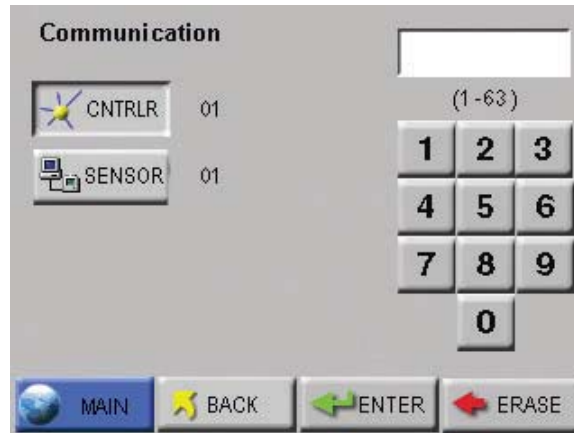 Communication
CNTRLR 01
SENSOR 01
(1-63)
1 2 3
4 5 6
7 8 9
0
MAIN BACK ENTER ERASE